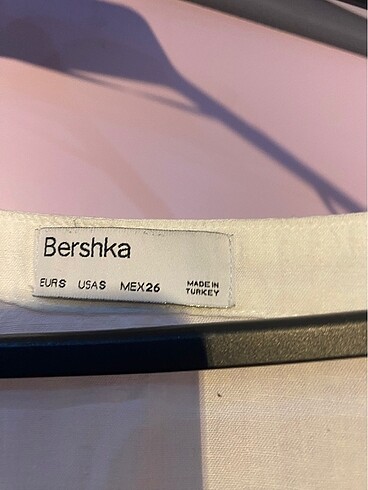 Bershka
EUR S USA S MEX 26 MADE IN
TURKEY